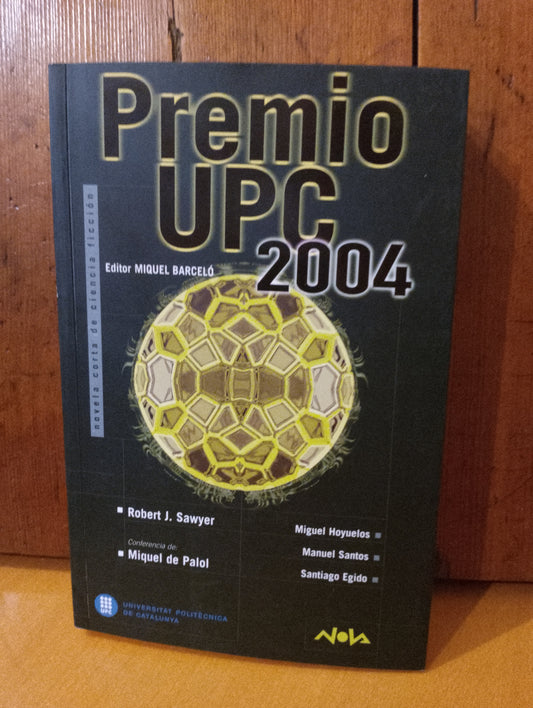 Premio
UPC
2004
Editor MIQUEL BARCELÓ
novela corta de ciencia ficción
Robert J. Sawyer
Conferencia de:
Miquel de Palol
Miguel Hoyuelos
Manuel Santos
Santiago Egido
UPC
UNIVERSITAT POLITÈCNICA
DE CATALUNYA
NOVA